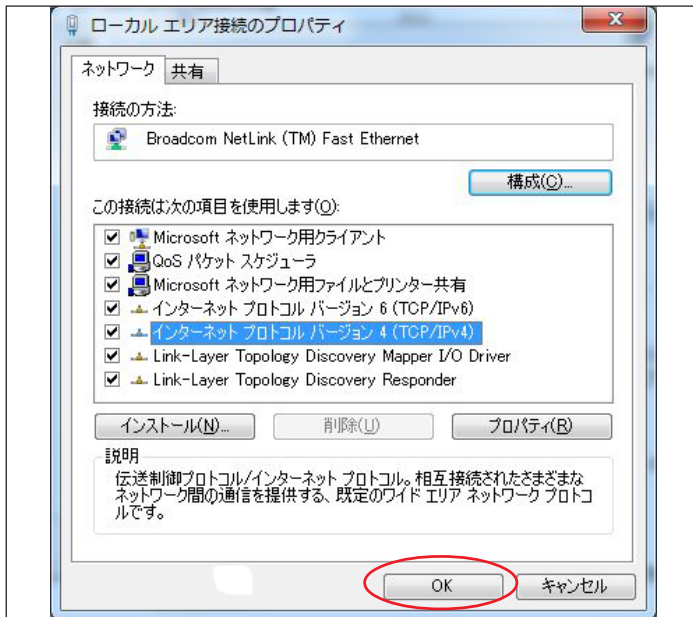 ローカル エリア接続のプロパティ
ネットワーク 共有
接続の方法:
Broadcom NetLink (TM) Fast Ethernet
構成(C)...
この接続は次の項目を使用します(O):
Microsoft ネットワーク用クライアント
QoS パケット スケジューラ
Microsoft ネットワーク用ファイルとプリンター共有
インターネット プロトコル バージョン 6 (TCP/IPv6)
インターネット プロトコル バージョン 4 (TCP/IPv4)
Link-Layer Topology Discovery Mapper I/O Driver
Link-Layer Topology Discovery Responder
インストール(N)... 削除(U) プロパティ(R)
説明
伝送制御プロトコル/インターネット プロトコル。相互接続されたさまざまな
ネットワーク間の通信を提供する、既定のワイド エリア ネットワーク プロトコ
ルです。
OK キャンセル